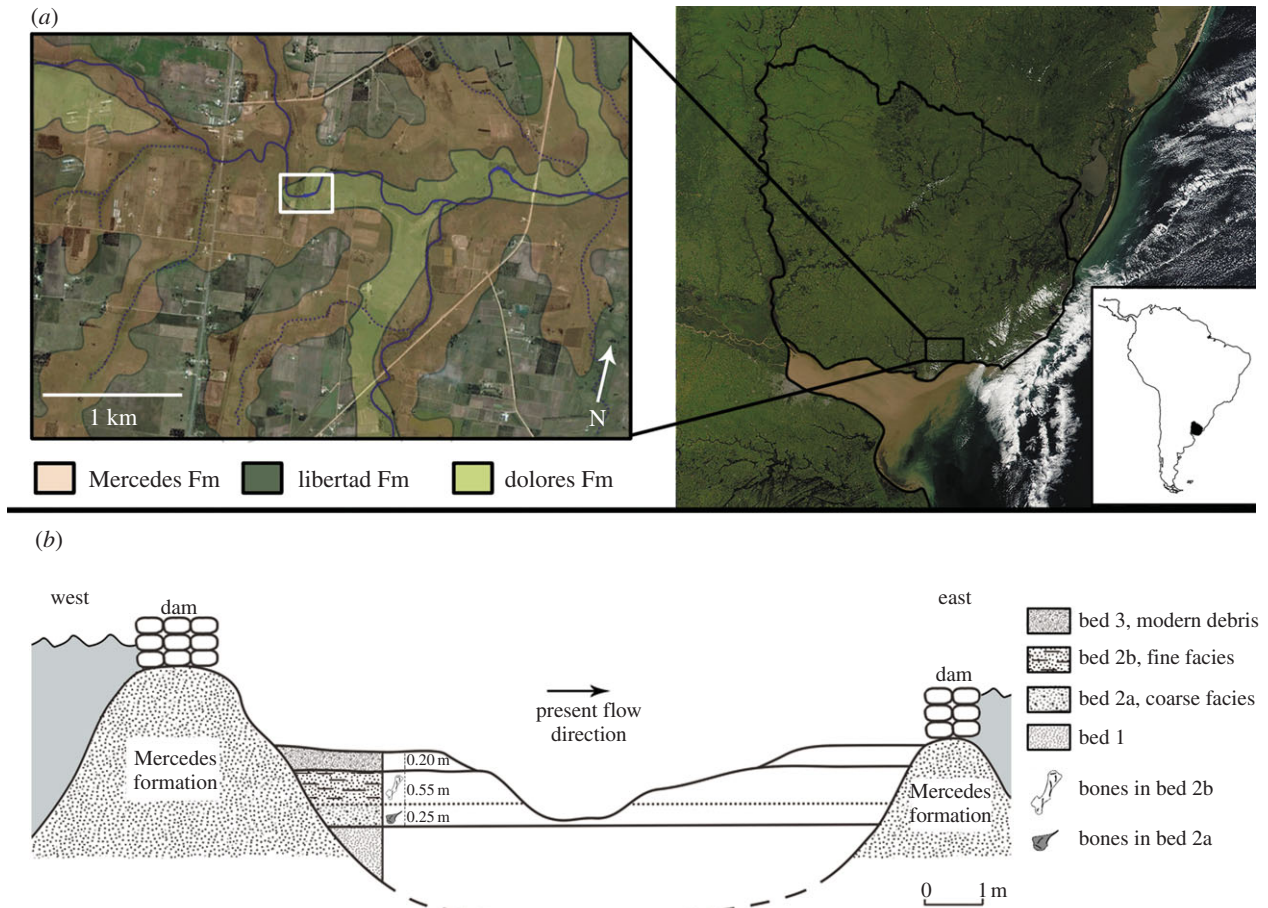 (a)
1 km
N
Mercedes Fm
libertad Fm
dolores Fm
(b)
west
east
dam
dam
present flow
direction
Mercedes
formation
Mercedes
formation
0.20 m
0.55 m
0.25 m
bed 3, modern debris
bed 2b, fine facies
bed 2a, coarse facies
bed 1
bones in bed 2b
bones in bed 2a
0 1 m